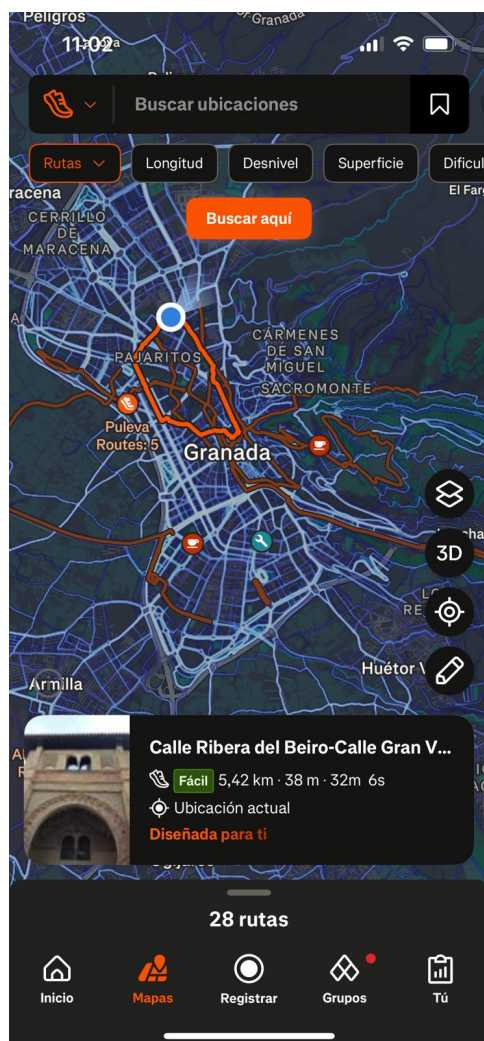 Peligros
Granada
11:02
Buscar ubicaciones
Rutas
Longitud
Desnivel
Superficie
Dificul
racena
El Farg
CERRILLO
DE
MARACENA
Buscar aquí
PAJARITOS
CÁRMENES
DE SAN
MIGUEL
SACROMONTE
Puleva
Routes: 5
Granada
3D
Huétor V
Armilla
Calle Ribera del Beiro-Calle Gran V...
Fácil 5,42 km · 38 m · 32m 6s
Ubicación actual
Diseñada para ti
28 rutas
Inicio
Mapas
Registrar
Grupos
Tú